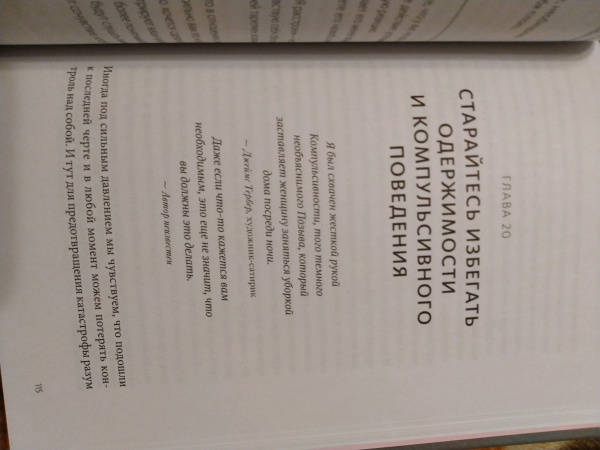 ГЛАВА 20
СТАРАЙТЕСЬ ИЗБЕГАТЬ
ОДЕРЖИМОСТИ
И КОМПУЛЬСИВНОГО
ПОВЕДЕНИЯ
Я был схвачен жесткой рукой
Компульсивности, того темного
необъяснимого Позыва, который
заставляет женщину заняться уборкой
дома посреди ночи.
— Джеймс Тербер, художник-сатирик
Даже если что-то кажется вам
необходимым, это еще не значит, что
вы должны это делать.
— Автор неизвестен
Иногда под сильным давлением мы чувствуем, что подошли
к последней черте и в любой момент можем потерять кон-
троль над собой. И тут для предотвращения катастрофы разум
115